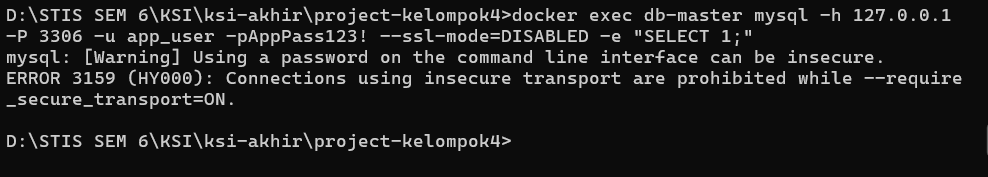 D:\STIS SEM 6\KSI\ksi-akhir\project-kelompok4>docker exec db-master mysql -h 127.0.0.1
-P 3306 -u app_user -pAppPass123! --ssl-mode=DISABLED -e "SELECT 1;"
mysql: [Warning] Using a password on the command line interface can be insecure.
ERROR 3159 (HY000): Connections using insecure transport are prohibited while --require
_secure_transport=ON.
D:\STIS SEM 6\KSI\ksi-akhir\project-kelompok4>